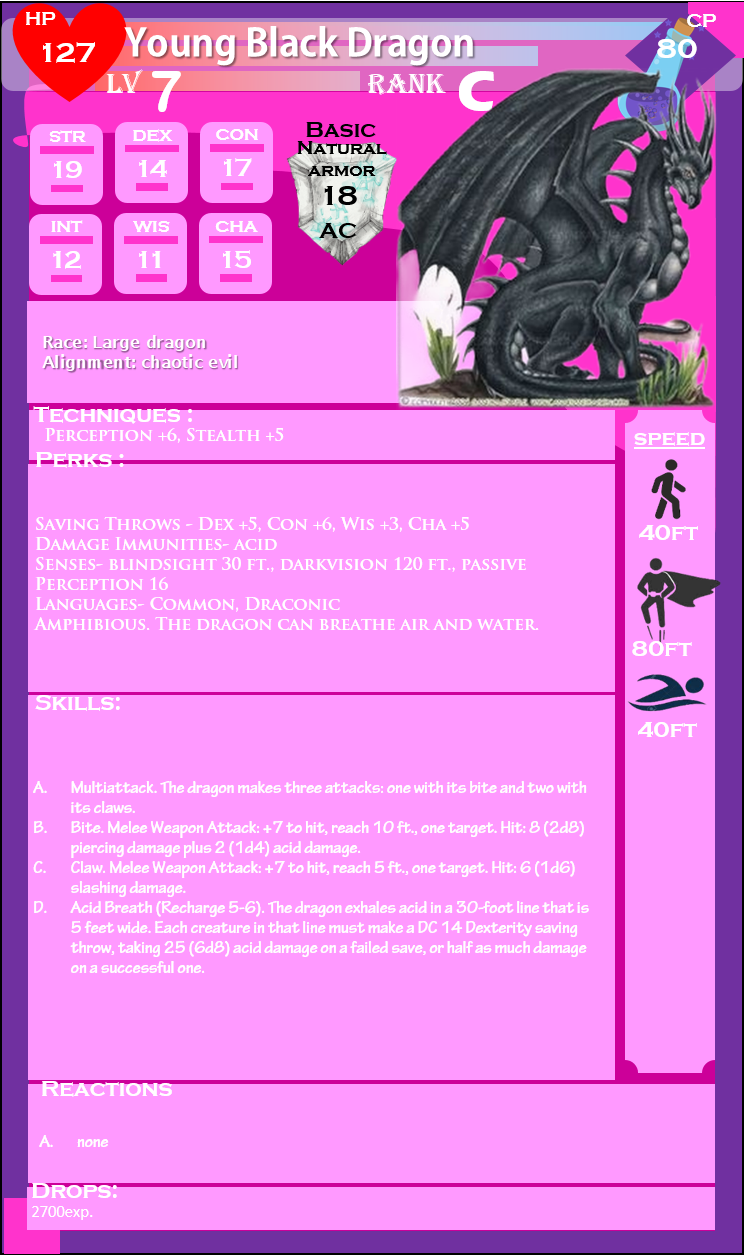 HP
CP
127
Young Black Dragon
80
LV 7
RANK C
STR
DEX
CON
19
14
17
INT
WIS
CHA
12
11
15
Basic
Natural
armor
18
AC
Race: Large dragon
Alignment: chaotic evil
Techniques :
Perception +6, Stealth +5
Perks :
Saving Throws - Dex +5, Con +6, Wis +3, Cha +5
Damage Immunities- acid
Senses- blindsight 30 ft., darkvision 120 ft., passive
Perception 16
Languages- Common, Draconic
Amphibious. The dragon can breathe air and water.
SPEED
40FT
80FT
40FT
Skills:
A. Multiattack. The dragon makes three attacks: one with its bite and two with
its claws.
B. Bite. Melee Weapon Attack: +7 to hit, reach 10 ft., one target. Hit: 8 (2d8)
piercing damage plus 2 (1d4) acid damage.
C. Claw. Melee Weapon Attack: +7 to hit, reach 5 ft., one target. Hit: 6 (1d6)
slashing damage.
D. Acid Breath (Recharge 5-6). The dragon exhales acid in a 30-foot line that is
5 feet wide. Each creature in that line must make a DC 14 Dexterity saving
throw, taking 25 (6d8) acid damage on a failed save, or half as much damage
on a successful one.
Reactions
A. none
Drops:
2700exp.